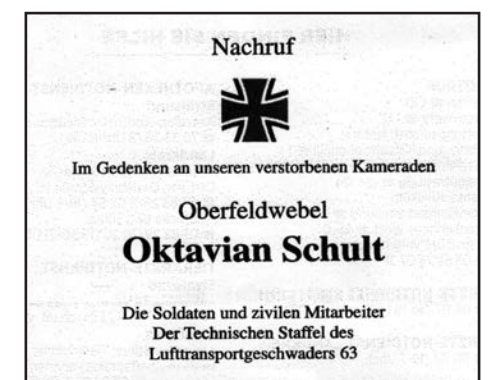 Nachruf
Im Gedenken an unseren verstorbenen Kameraden
Oberfeldwebel
Oktavian Schult
Die Soldaten und zivilen Mitarbeiter
Der Technischen Staffel des
Lufttransportgeschwaders 63